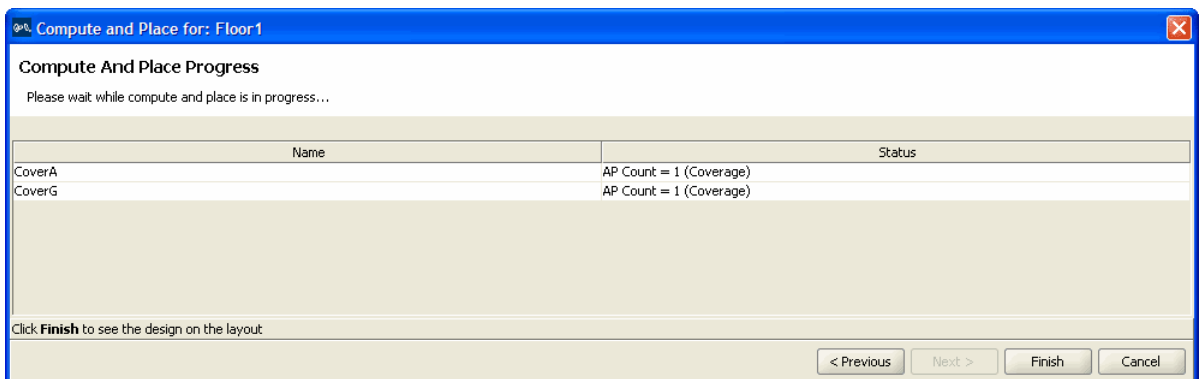 Compute and Place for: Floor1
Compute And Place Progress
Please wait while compute and place is in progress...
Name Status
CoverA AP Count = 1 (Coverage)
CoverG AP Count = 1 (Coverage)
Click Finish to see the design on the layout
< Previous Next > Finish Cancel